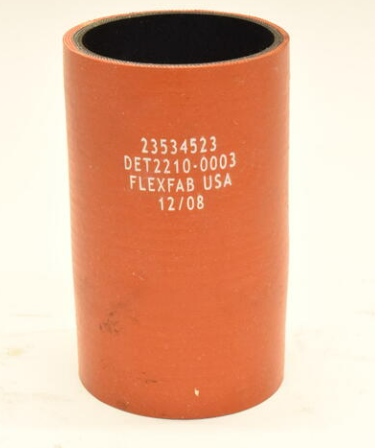 23534523
DET2210-0003
FLEXFAB USA
12/08